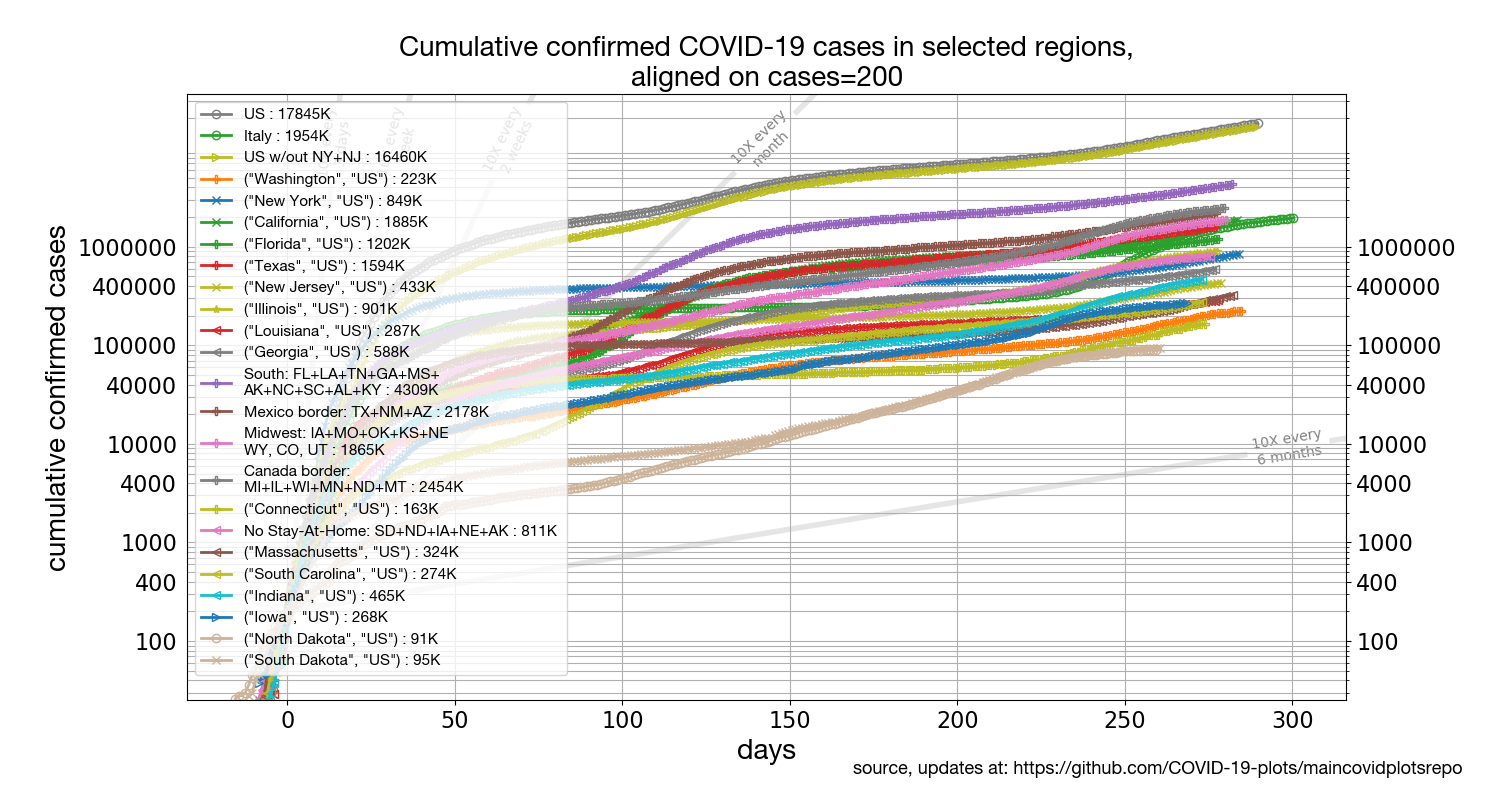 Cumulative confirmed COVID-19 cases in selected regions,
aligned on cases=200
US : 17845K
Italy : 1954K
US w/out NY+NJ : 16460K
("Washington", "US") : 223K
("New York", "US") : 849K
("California", "US") : 1885K
("Florida", "US") : 1202K
("Texas", "US") : 1594K
("New Jersey", "US") : 433K
("Illinois", "US") : 901K
("Louisiana", "US") : 287K
("Georgia", "US") : 588K
South: FL+LA+TN+GA+MS+
AK+NC+SC+AL+KY : 4309K
Mexico border: TX+NM+AZ : 2178K
Midwest: IA+MO+OK+KS+NE
WY, CO, UT : 1865K
Canada border:
MI+IL+WI+MN+ND+MT : 2454K
("Connecticut", "US") : 163K
No Stay-At-Home: SD+ND+IA+NE+AK : 811K
("Massachusetts", "US") : 324K
("South Carolina", "US") : 274K
("Indiana", "US") : 465K
("Iowa", "US") : 268K
("North Dakota", "US") : 91K
("South Dakota", "US") : 95K
every
days
every
week
10X every
2 weeks
10X every
month
10X every
6 months
cumulative confirmed cases
1000000
400000
100000
40000
10000
4000
1000
400
100
1000000
400000
100000
40000
10000
4000
1000
400
100
0
50
100
150
200
250
300
days
source, updates at: https://github.com/COVID-19-plots/maincovidplotsrepo